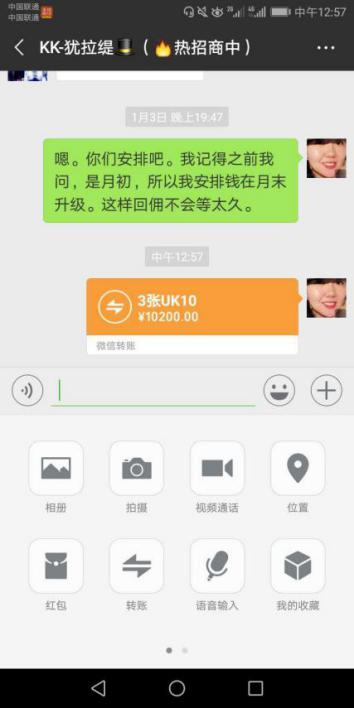 中国联通
中国联通
中午12:57
KK-犹拉缇🎩（🔥热招商中）
1月3日 晚上19:47
嗯。你们安排吧。我记得之前我
问，是月初，所以我安排钱在月末
升级。这样回佣不会等太久。
中午12:57
3张UK10
¥10200.00
微信转账
相册 拍摄 视频通话 位置
红包 转账 语音输入 我的收藏